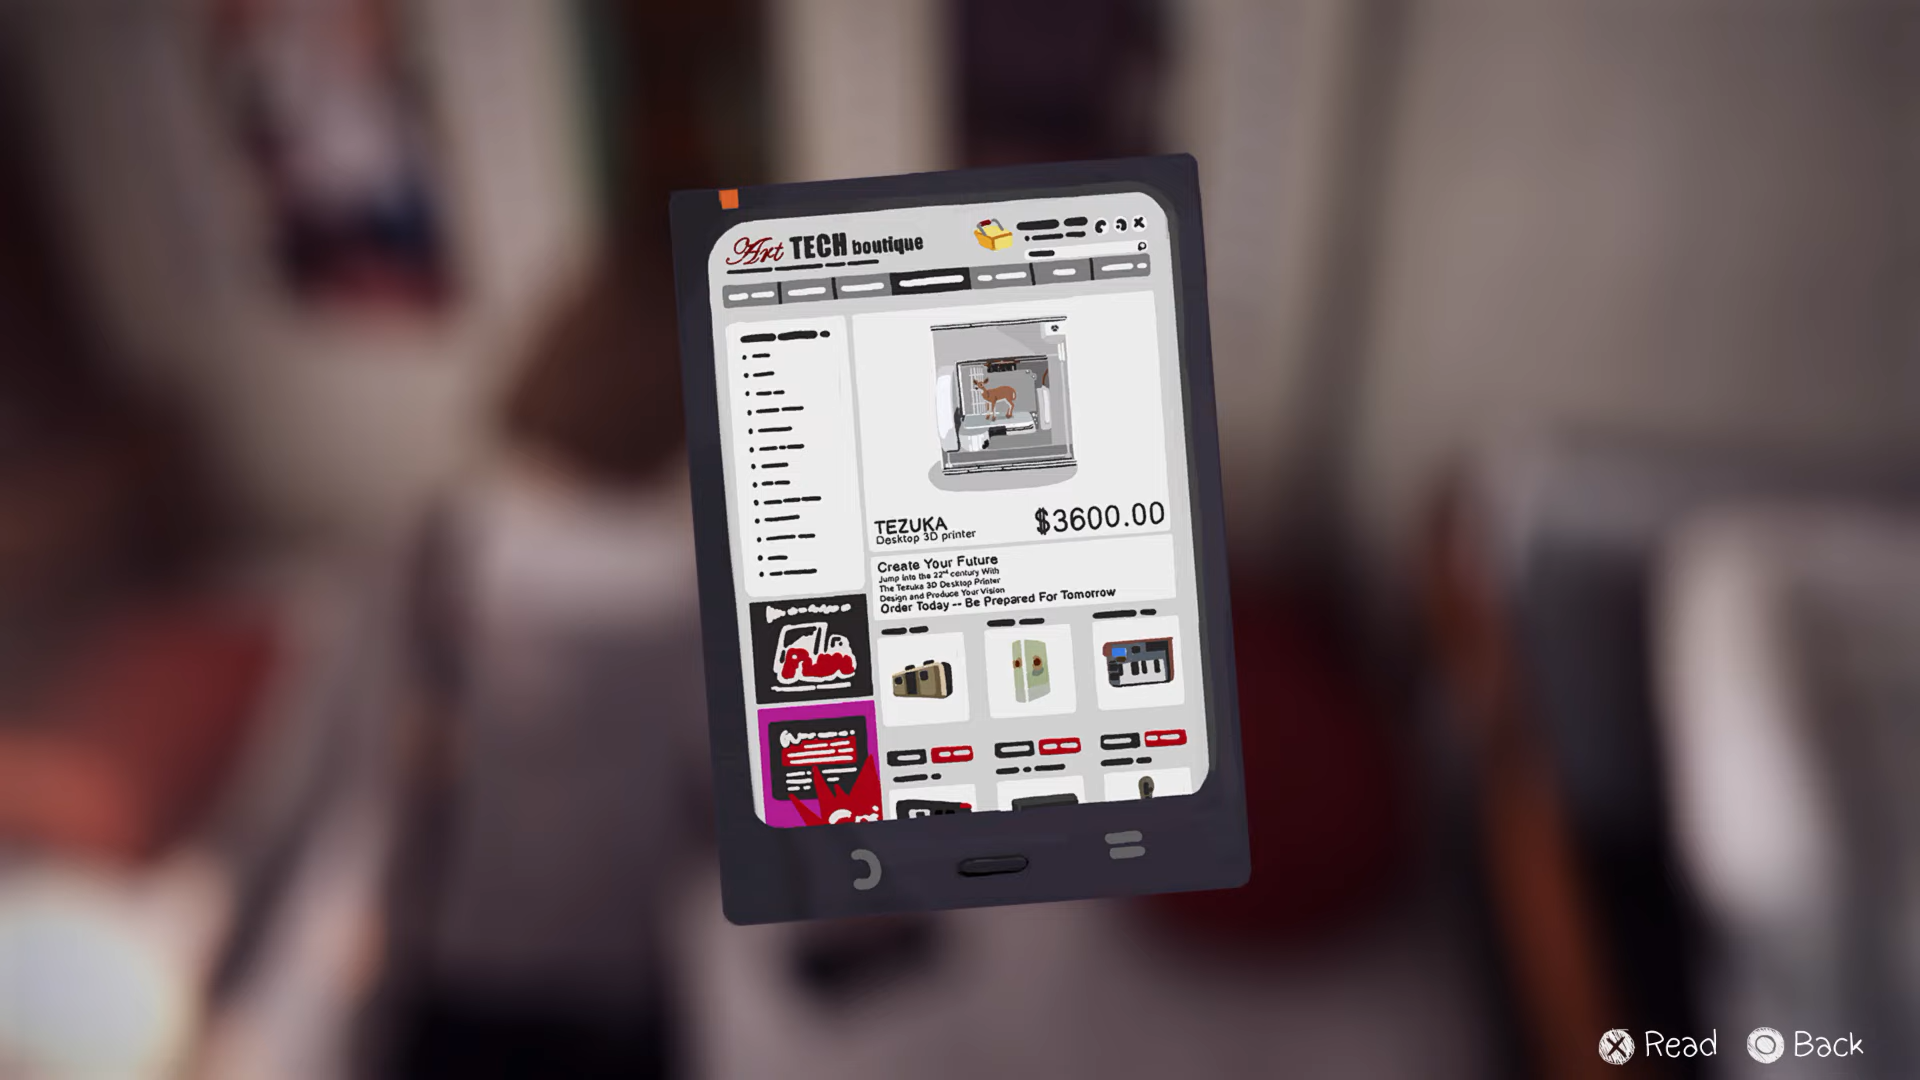 Art TECH boutique
TEZUKA
Desktop 3D printer
$3600.00
Create Your Future
Jump Into the 22nd century With
The Tezuka 3D Desktop Printer
Design and Produce Your Vision
Order Today -- Be Prepared For Tomorrow
Read
Back